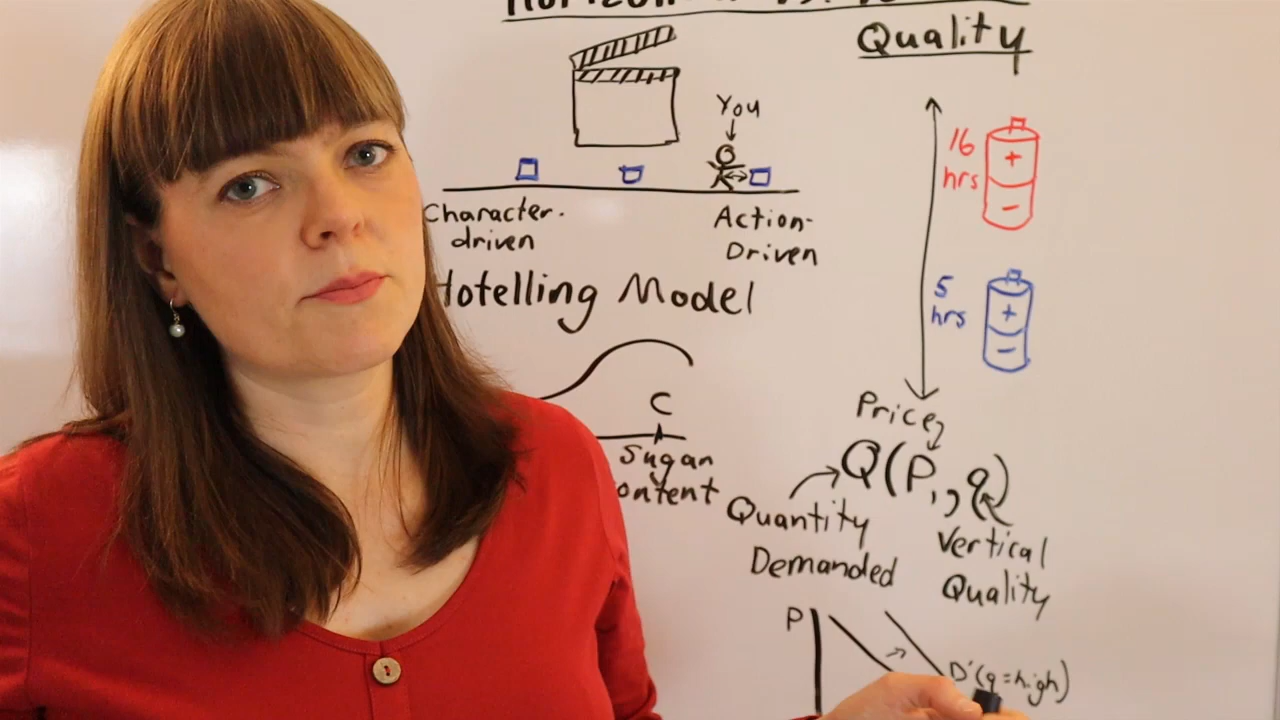 Quality
You
16
hrs
Character-
driven
Action-
Driven
5
hrs
Hotelling Model
C
Sugar
ontent
Price
Q(P, , q)
Quantity
Demanded
Vertical
Quality
P
D'(q=high)